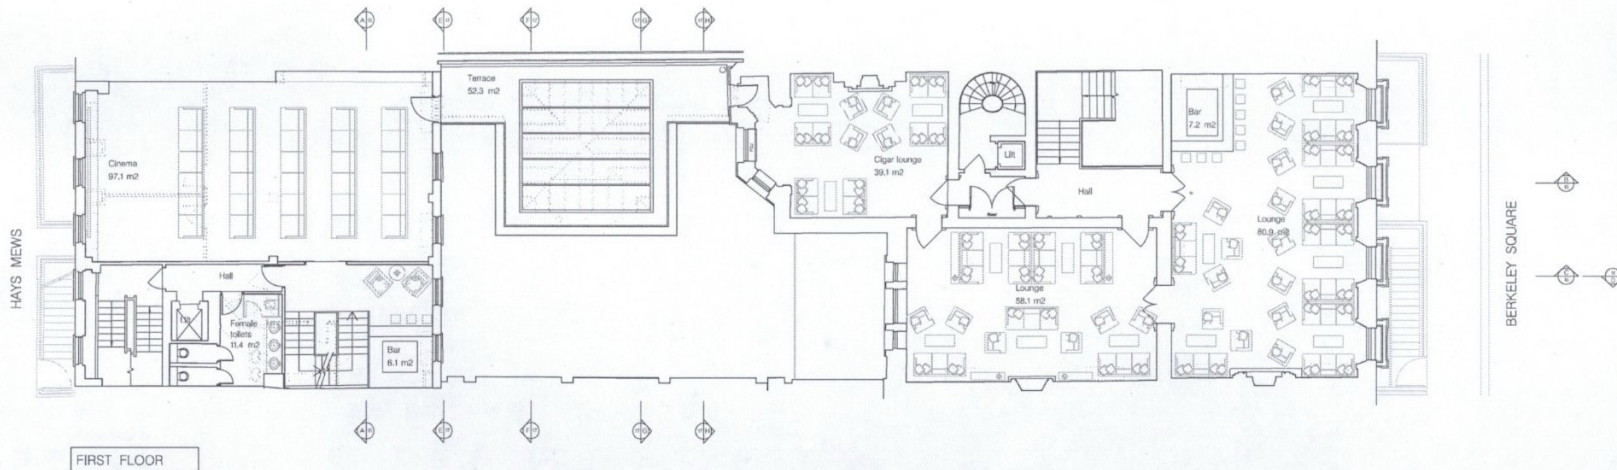 Terrace
52.3 m2
Cinema
97.1 m2
Cigar lounge
39.1 m2
Lift
Hall
Bar
7.2 m2
Lounge
80.9 m2
Lounge
58.1 m2
Hall
Lift
Female
toilets
11.4 m2
Bar
6.1 m2
HAYS MEWS
BERKELEY SQUARE
FIRST FLOOR